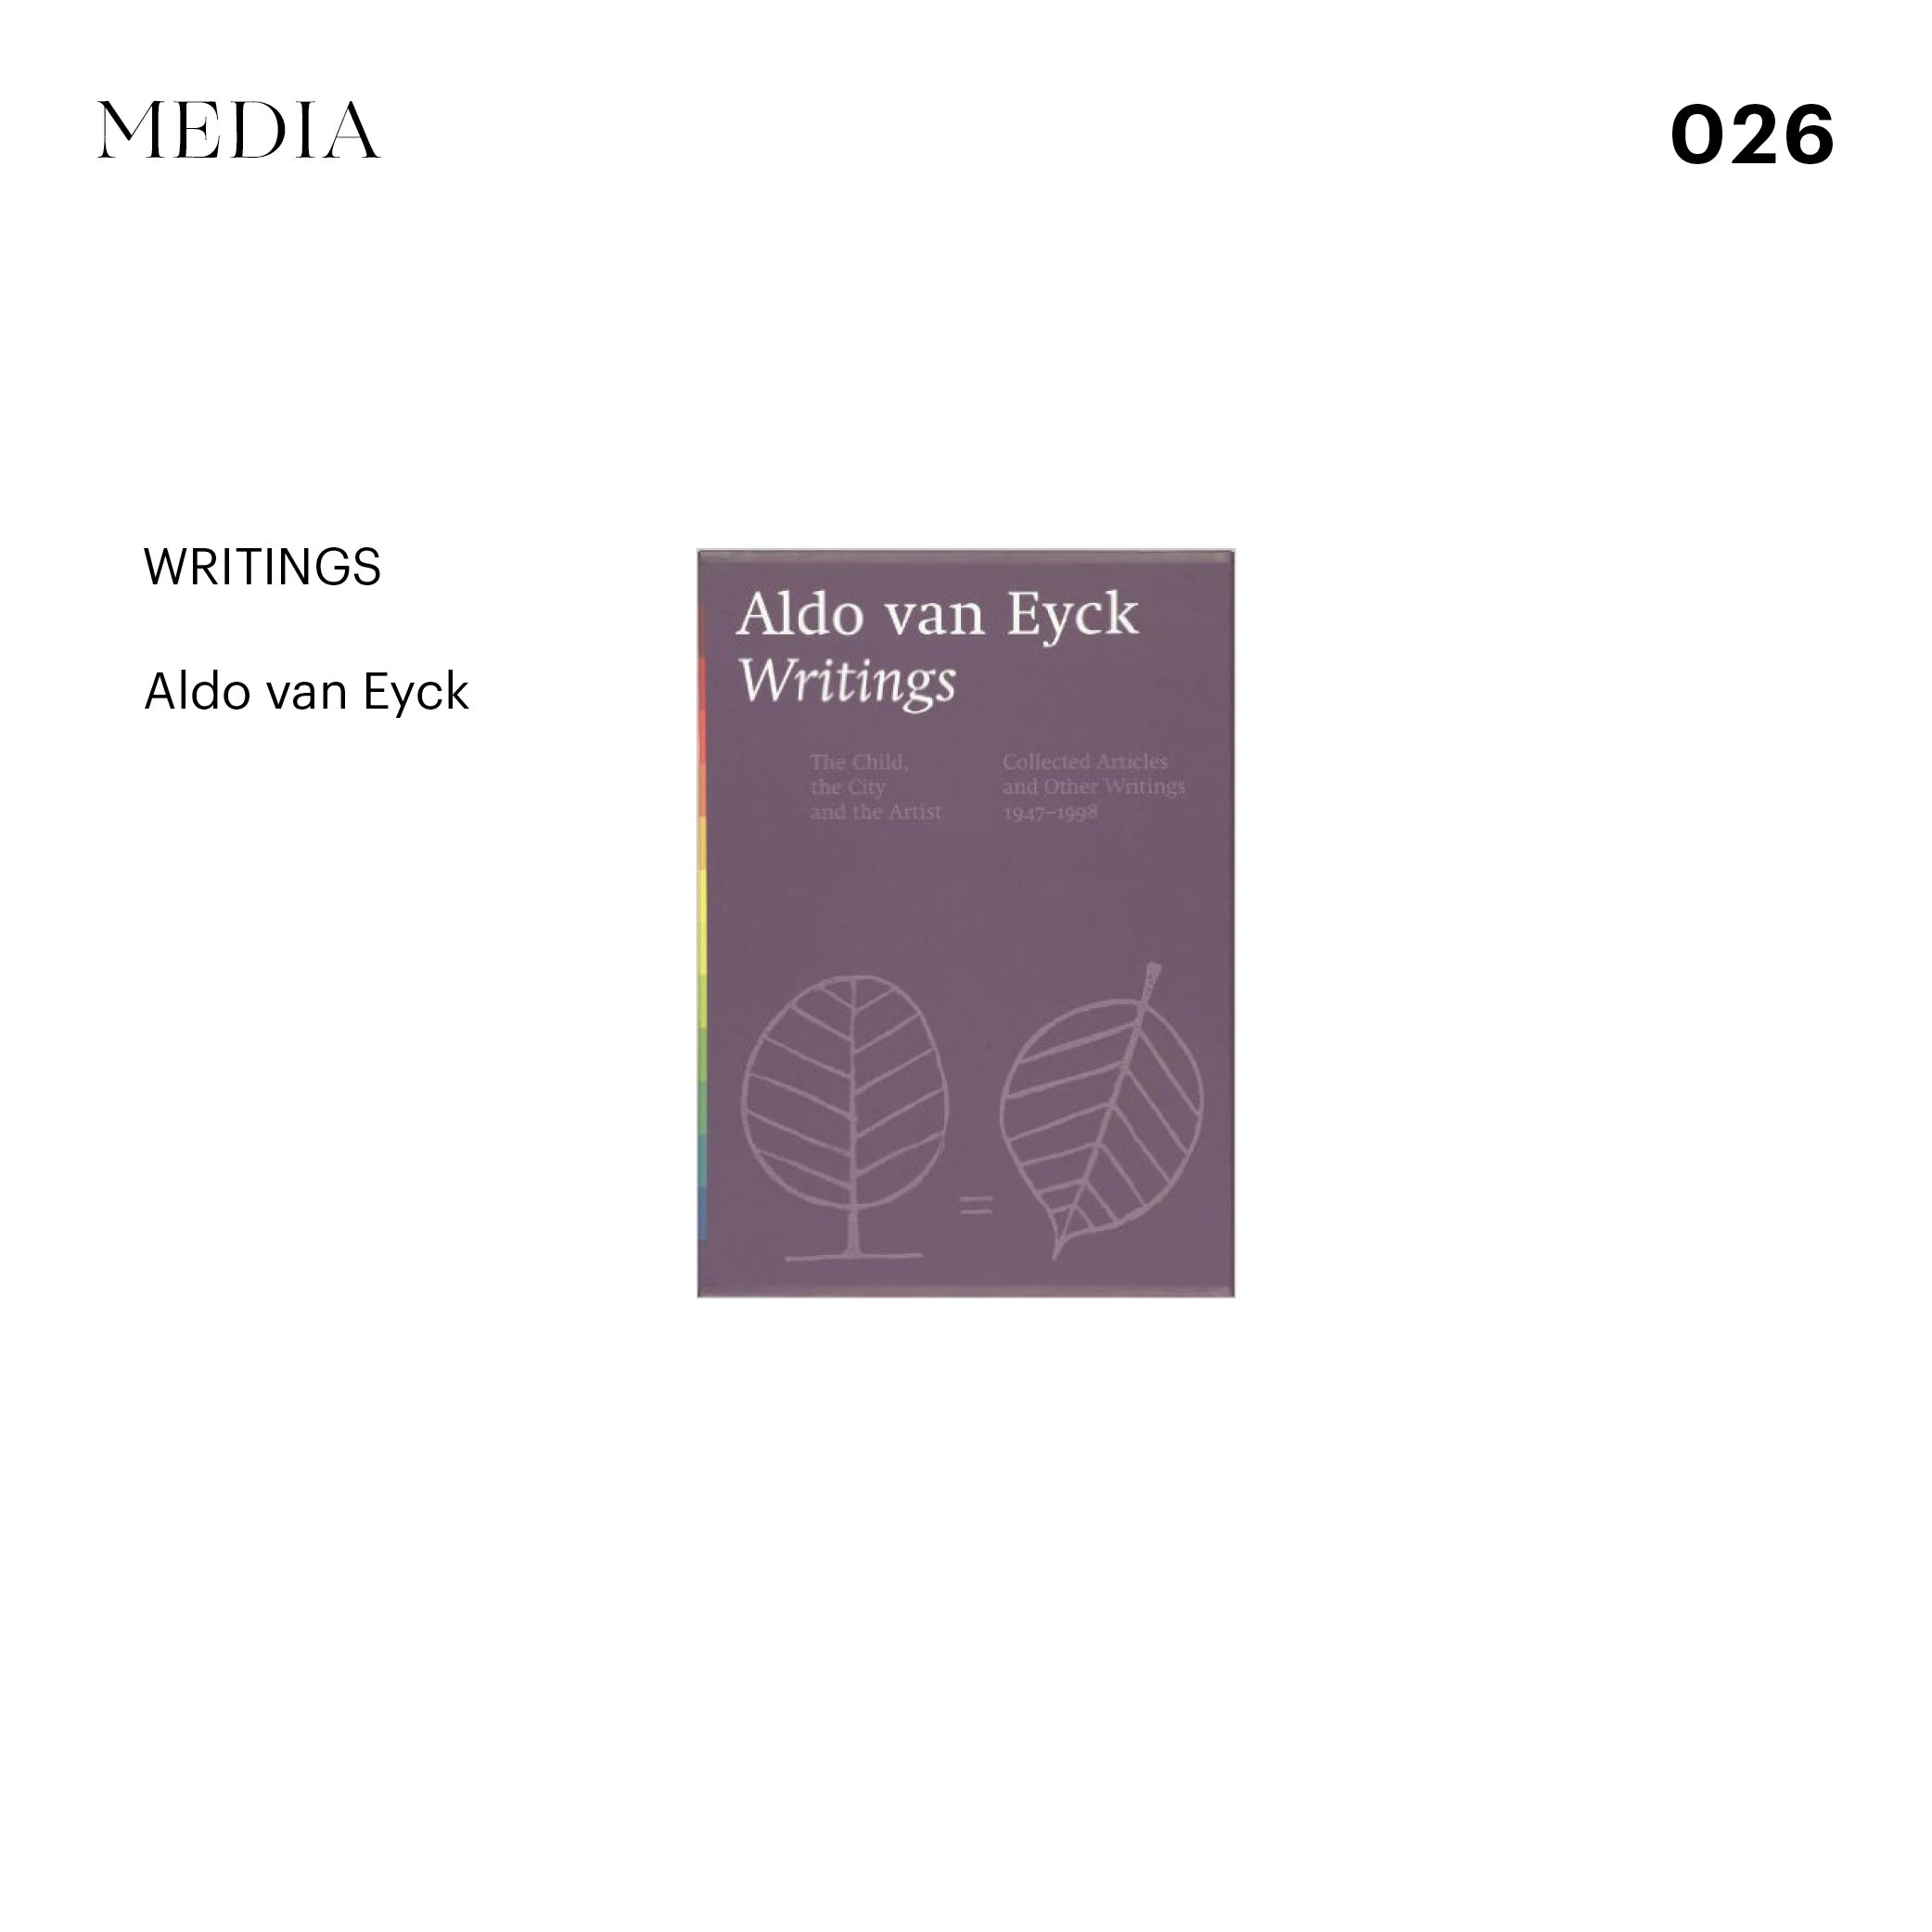 MEDIA
026
WRITINGS
Aldo van Eyck
Aldo van Eyck
Writings
The Child,
the City
and the Artist
Collected Articles
and Other Writings
1947–1998
=